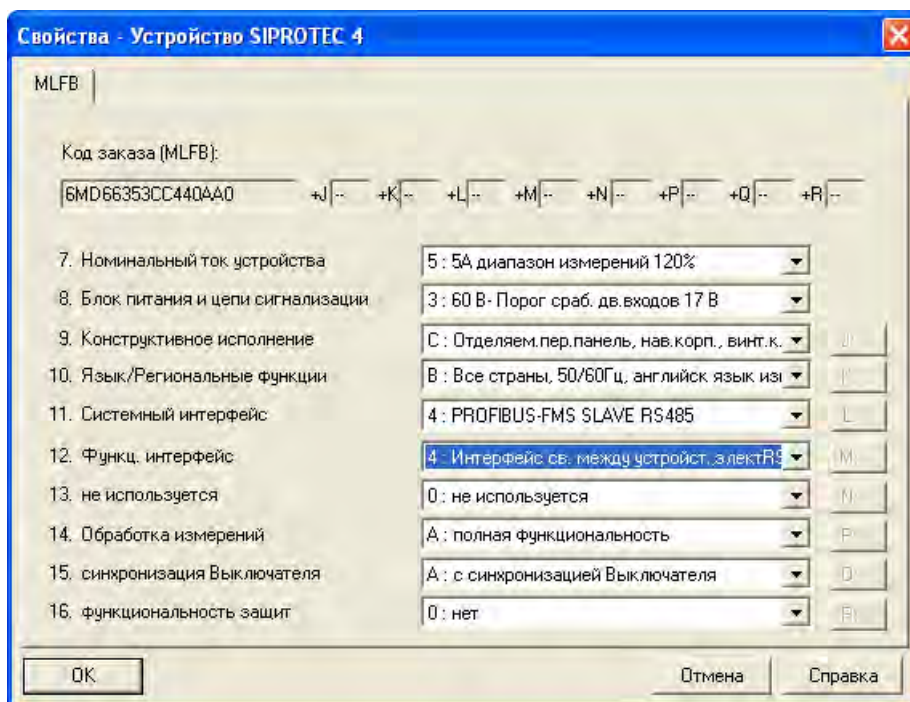 Свойства - Устройство SIPROTEC 4
MLFB
Код заказа (MLFB):
6MD66353CC440AA0 +J -- +K -- +L -- +M -- +N -- +P -- +Q -- +R --
7. Номинальный ток устройства 5 : 5А диапазон измерений 120%
8. Блок питания и цепи сигнализации 3 : 60 В- Порог сраб. дв.входов 17 В
9. Конструктивное исполнение C : Отделяем.пер.панель, нав.корп., винт.к.
10. Язык/Региональные функции B : Все страны, 50/60Гц, английск язык изм
11. Системный интерфейс 4 : PROFIBUS-FMS SLAVE RS485 L
12. Функц. интерфейс 4 : Интерфейс св. между устройст.,электRS M
13. не используется 0 : не используется N
14. Обработка измерений A : полная функциональность P
15. синхронизация Выключателя A : с синхронизацией Выключателя
16. функциональность защит 0 : нет R
OK Отмена Справка